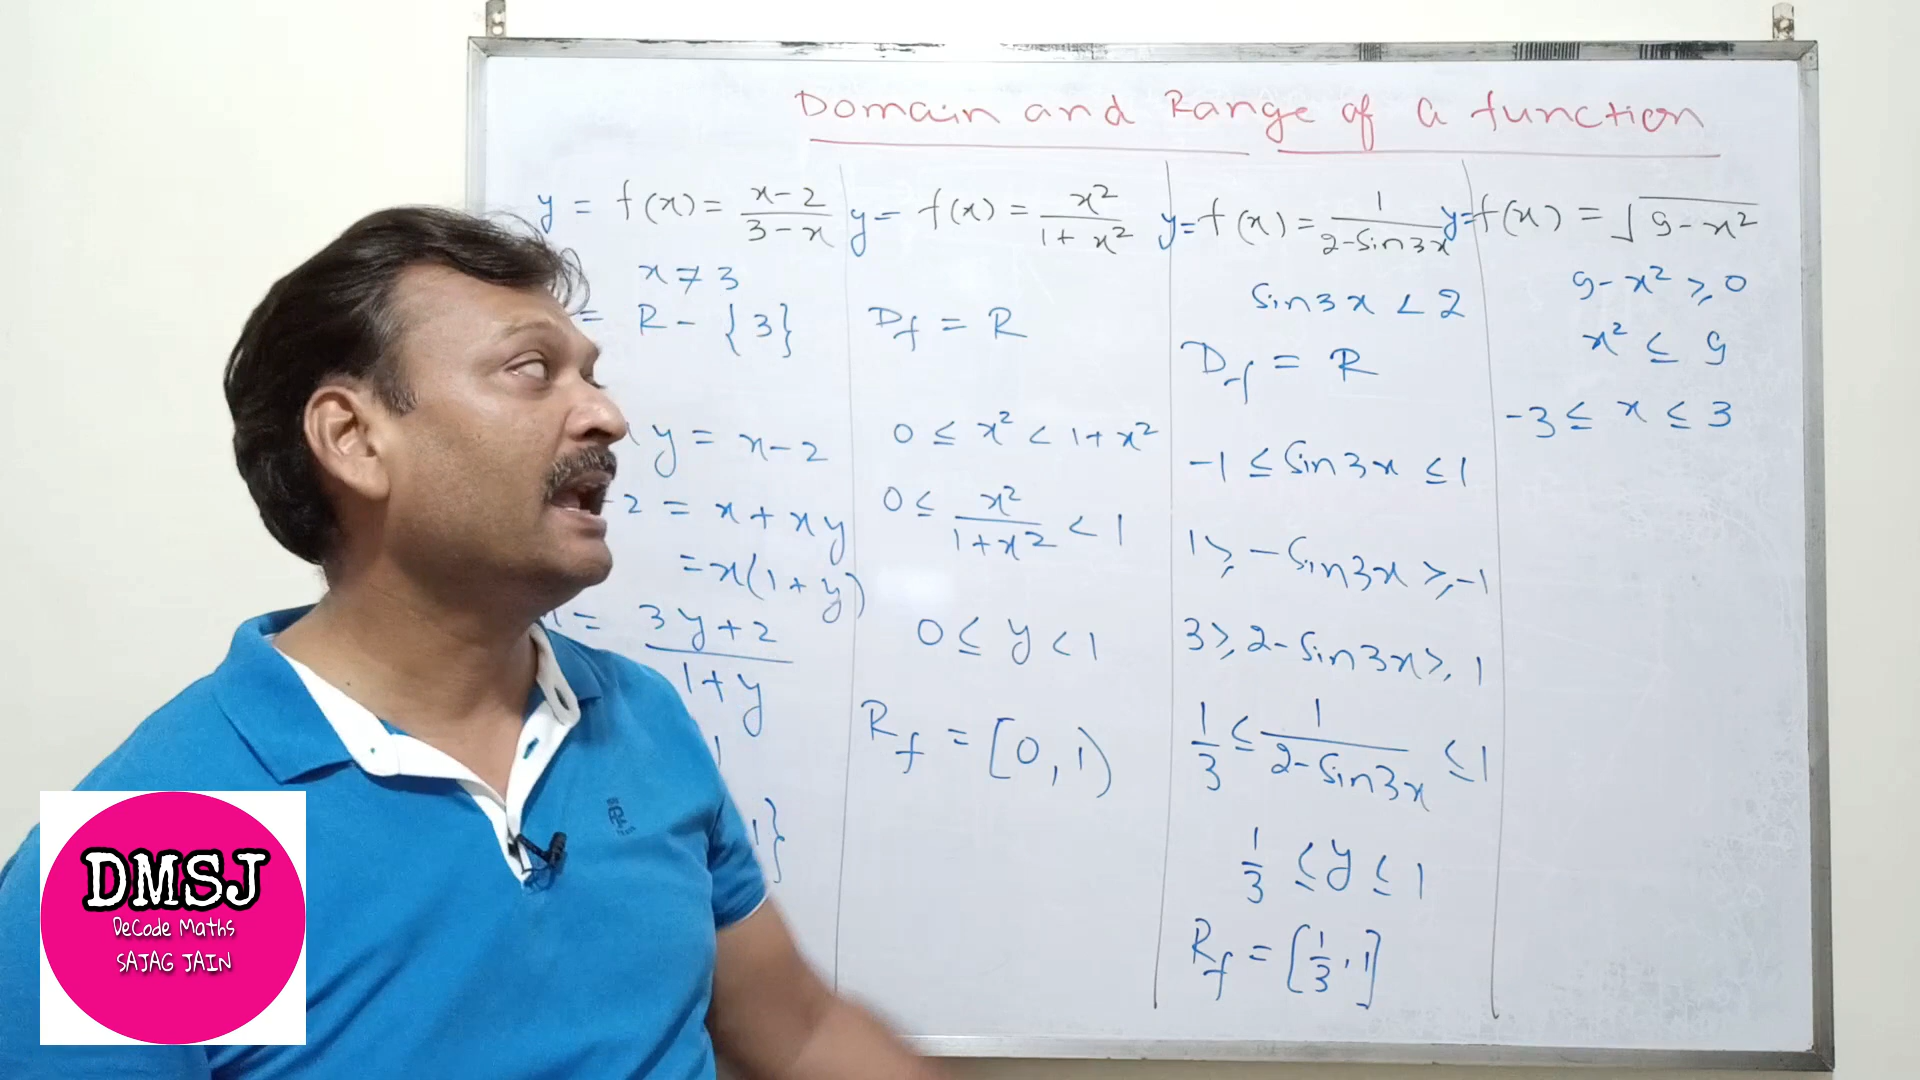 Domain and Range of a function
y = f(x) = x-2 / 3-x
x ≠ 3
= R - {3}
y = x-2
-2 = x + xy
= x(1+y)
x = 3y+2 / 1+y
1
1}
y = f(x) = x² / 1+x²
Df = R
0 ≤ x² < 1+x²
0 ≤ x² / 1+x² < 1
0 ≤ y < 1
Rf = [0, 1)
y = f(x) = 1 / 2-Sin3x
Sin3x < 2
Df = R
-1 ≤ Sin3x ≤ 1
1 ≥ -Sin3x ≥ -1
3 ≥ 2-Sin3x ≥ 1
1/3 ≤ 1 / 2-Sin3x ≤ 1
1/3 ≤ y ≤ 1
Rf = [1/3, 1]
y = f(x) = √9-x²
9-x² ≥ 0
x² ≤ 9
-3 ≤ x ≤ 3
DMSJ
DeCode Maths
SAJAG JAIN